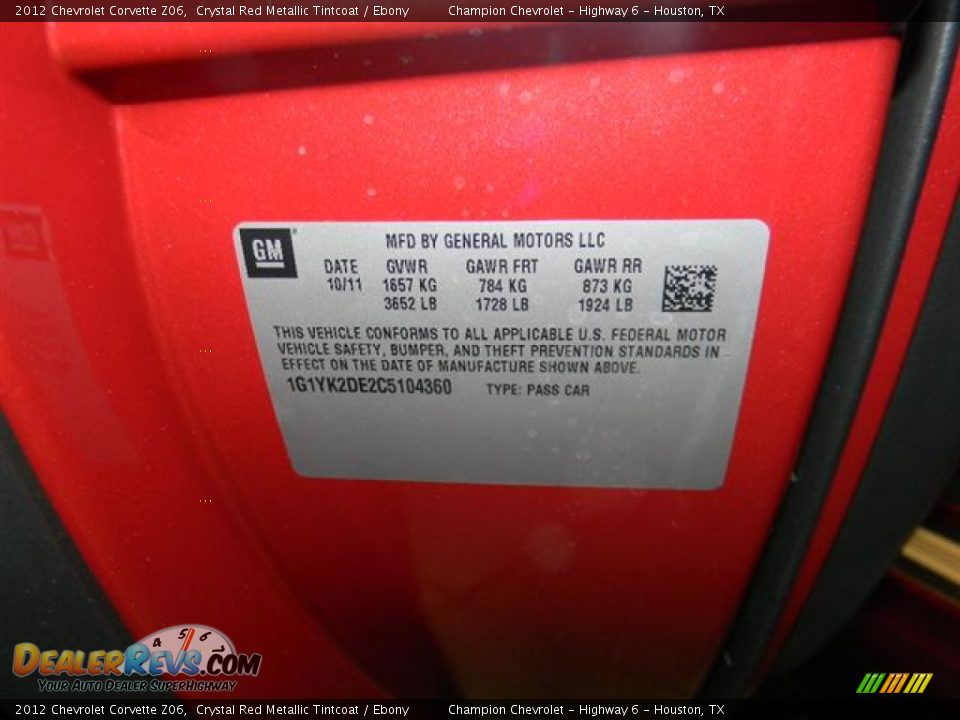 2012 Chevrolet Corvette Z06, Crystal Red Metallic Tintcoat / Ebony Champion Chevrolet - Highway 6 - Houston, TX
GM MFD BY GENERAL MOTORS LLC
DATE GVWR GAWR FRT GAWR RR
10/11 1657 KG 784 KG 873 KG
3652 LB 1728 LB 1924 LB
THIS VEHICLE CONFORMS TO ALL APPLICABLE U.S. FEDERAL MOTOR
VEHICLE SAFETY, BUMPER, AND THEFT PREVENTION STANDARDS IN
EFFECT ON THE DATE OF MANUFACTURE SHOWN ABOVE.
1G1YK2DE2C5104360 TYPE: PASS CAR
4 5 6
DEALERREVS.COM
YOUR AUTO DEALER SUPERHIGHWAY
2012 Chevrolet Corvette Z06, Crystal Red Metallic Tintcoat / Ebony Champion Chevrolet - Highway 6 - Houston, TX